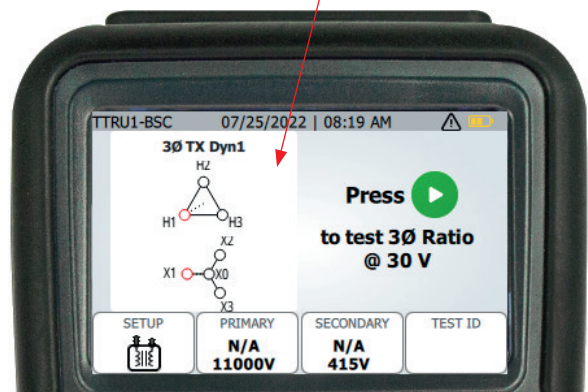 TTRU1-BSC 07/25/2022 | 08:19 AM
3Ø TX Dyn1
H2
H1 H3
X2
X1 X0
X3
Press
to test 3Ø Ratio
@ 30 V
SETUP PRIMARY SECONDARY TEST ID
N/A N/A
11000V 415V